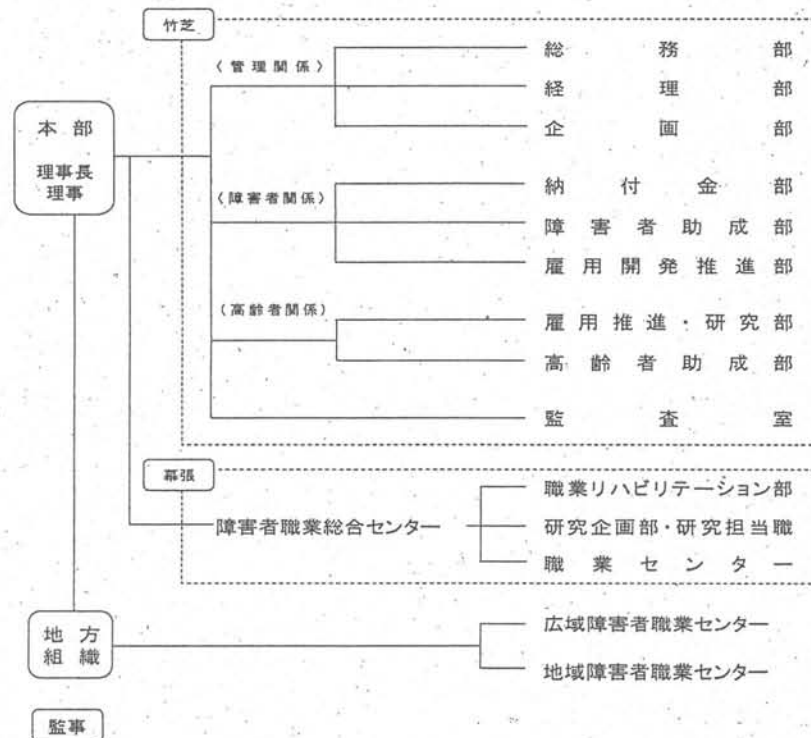 竹芝
〈管理関係〉
総務部
経理部
企画部
本部
理事長
理事
〈障害者関係〉
納付金部
障害者助成部
雇用開発推進部
〈高齢者関係〉
雇用推進・研究部
高齢者助成部
監査室
幕張
障害者職業総合センター
職業リハビリテーション部
研究企画部・研究担当職
職業センター
地方
組織
広域障害者職業センター
地域障害者職業センター
監事